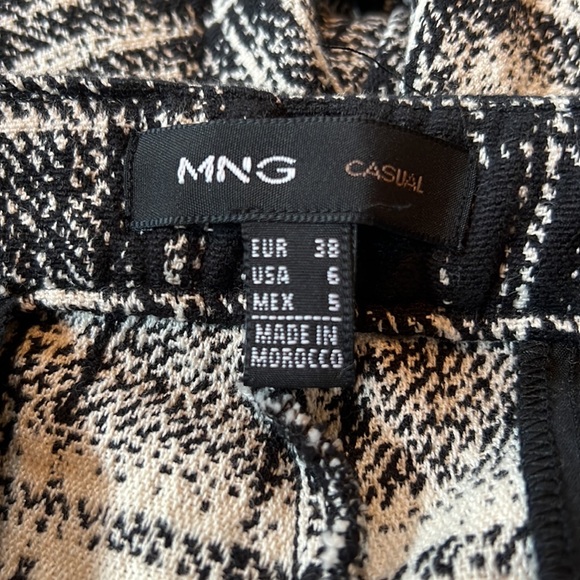 MNG CASUAL
EUR 38
USA 6
MEX 5
MADE IN
MOROCCO